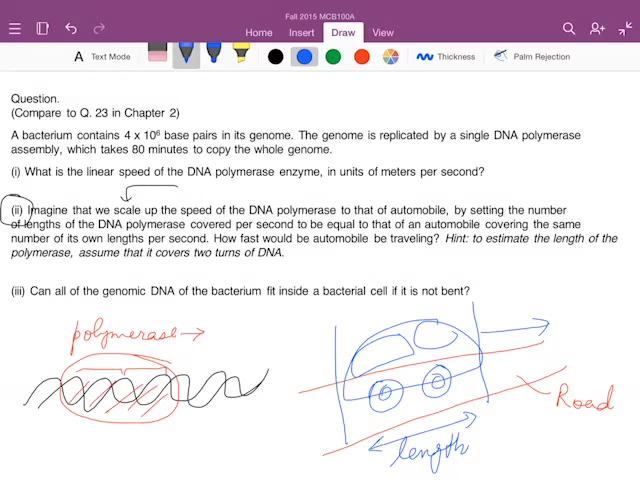 Fall 2015 MCB100A
Home Insert Draw View
A Text Mode Thickness Palm Rejection
Question.
(Compare to Q. 23 in Chapter 2)
A bacterium contains 4 x 10⁶ base pairs in its genome. The genome is replicated by a single DNA polymerase
assembly, which takes 80 minutes to copy the whole genome.
(i) What is the linear speed of the DNA polymerase enzyme, in units of meters per second?
(ii) Imagine that we scale up the speed of the DNA polymerase to that of automobile, by setting the number
of lengths of the DNA polymerase covered per second to be equal to that of an automobile covering the same
number of its own lengths per second. How fast would be automobile be traveling? Hint: to estimate the length of the
polymerase, assume that it covers two turns of DNA.
(iii) Can all of the genomic DNA of the bacterium fit inside a bacterial cell if it is not bent?
polymerase
Road
length